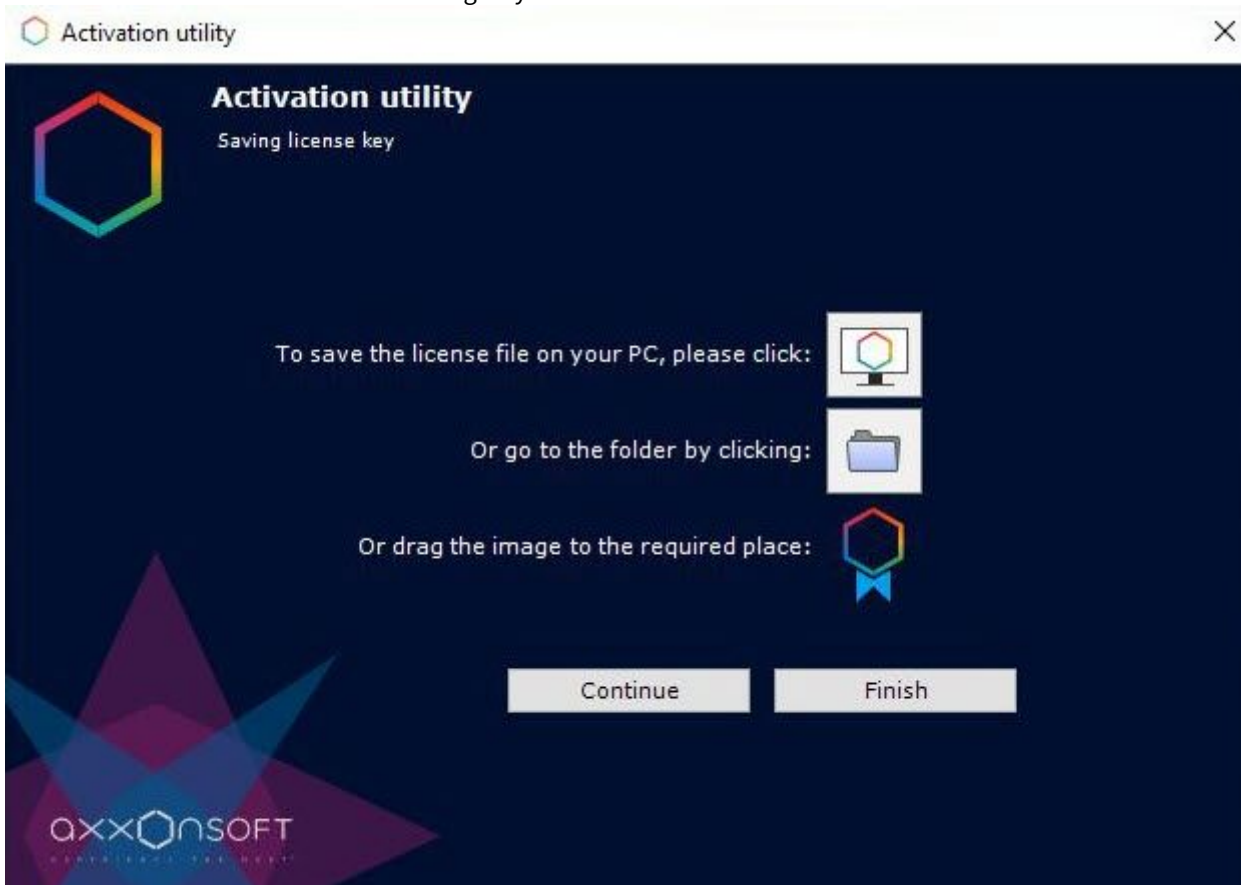 Activation utility
Activation utility
Saving license key
To save the license file on your PC, please click:
Or go to the folder by clicking:
Or drag the image to the required place:
Continue
Finish
axxonsoft